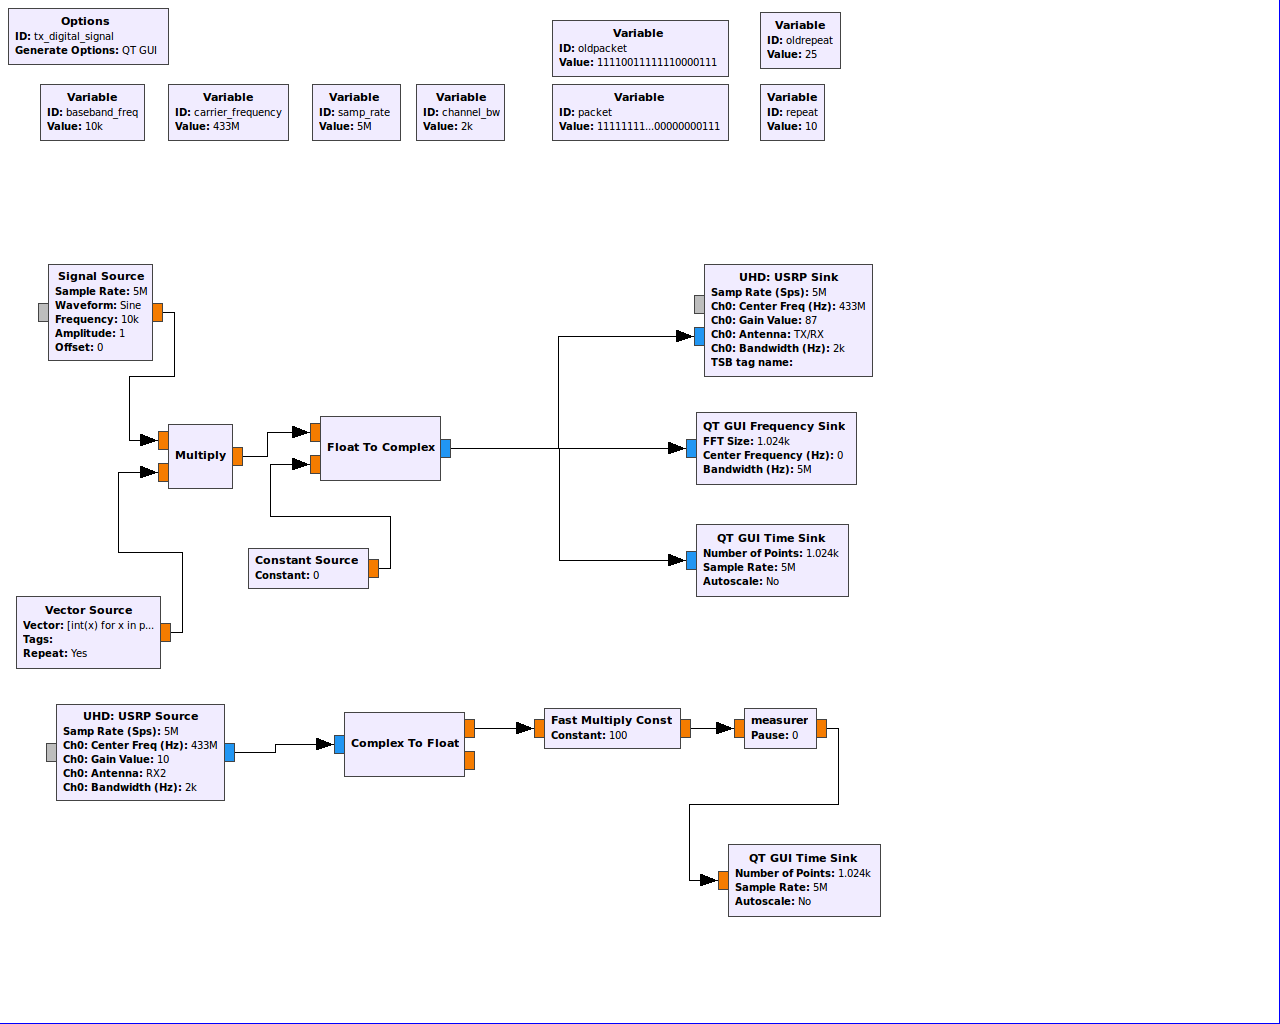 Options
ID: tx_digital_signal
Generate Options: QT GUI
Variable
ID: oldpacket
Value: 11110011111110000111
Variable
ID: oldrepeat
Value: 25
Variable
ID: baseband_freq
Value: 10k
Variable
ID: carrier_frequency
Value: 433M
Variable
ID: samp_rate
Value: 5M
Variable
ID: channel_bw
Value: 2k
Variable
ID: packet
Value: 11111111...00000000111
Variable
ID: repeat
Value: 10
Signal Source
Sample Rate: 5M
Waveform: Sine
Frequency: 10k
Amplitude: 1
Offset: 0
UHD: USRP Sink
Samp Rate (Sps): 5M
Ch0: Center Freq (Hz): 433M
Ch0: Gain Value: 87
Ch0: Antenna: TX/RX
Ch0: Bandwidth (Hz): 2k
TSB tag name:
Multiply
Float To Complex
QT GUI Frequency Sink
FFT Size: 1.024k
Center Frequency (Hz): 0
Bandwidth (Hz): 5M
Constant Source
Constant: 0
QT GUI Time Sink
Number of Points: 1.024k
Sample Rate: 5M
Autoscale: No
Vector Source
Vector: [int(x) for x in p...
Tags:
Repeat: Yes
UHD: USRP Source
Samp Rate (Sps): 5M
Ch0: Center Freq (Hz): 433M
Ch0: Gain Value: 10
Ch0: Antenna: RX2
Ch0: Bandwidth (Hz): 2k
Complex To Float
Fast Multiply Const
Constant: 100
measurer
Pause: 0
QT GUI Time Sink
Number of Points: 1.024k
Sample Rate: 5M
Autoscale: No